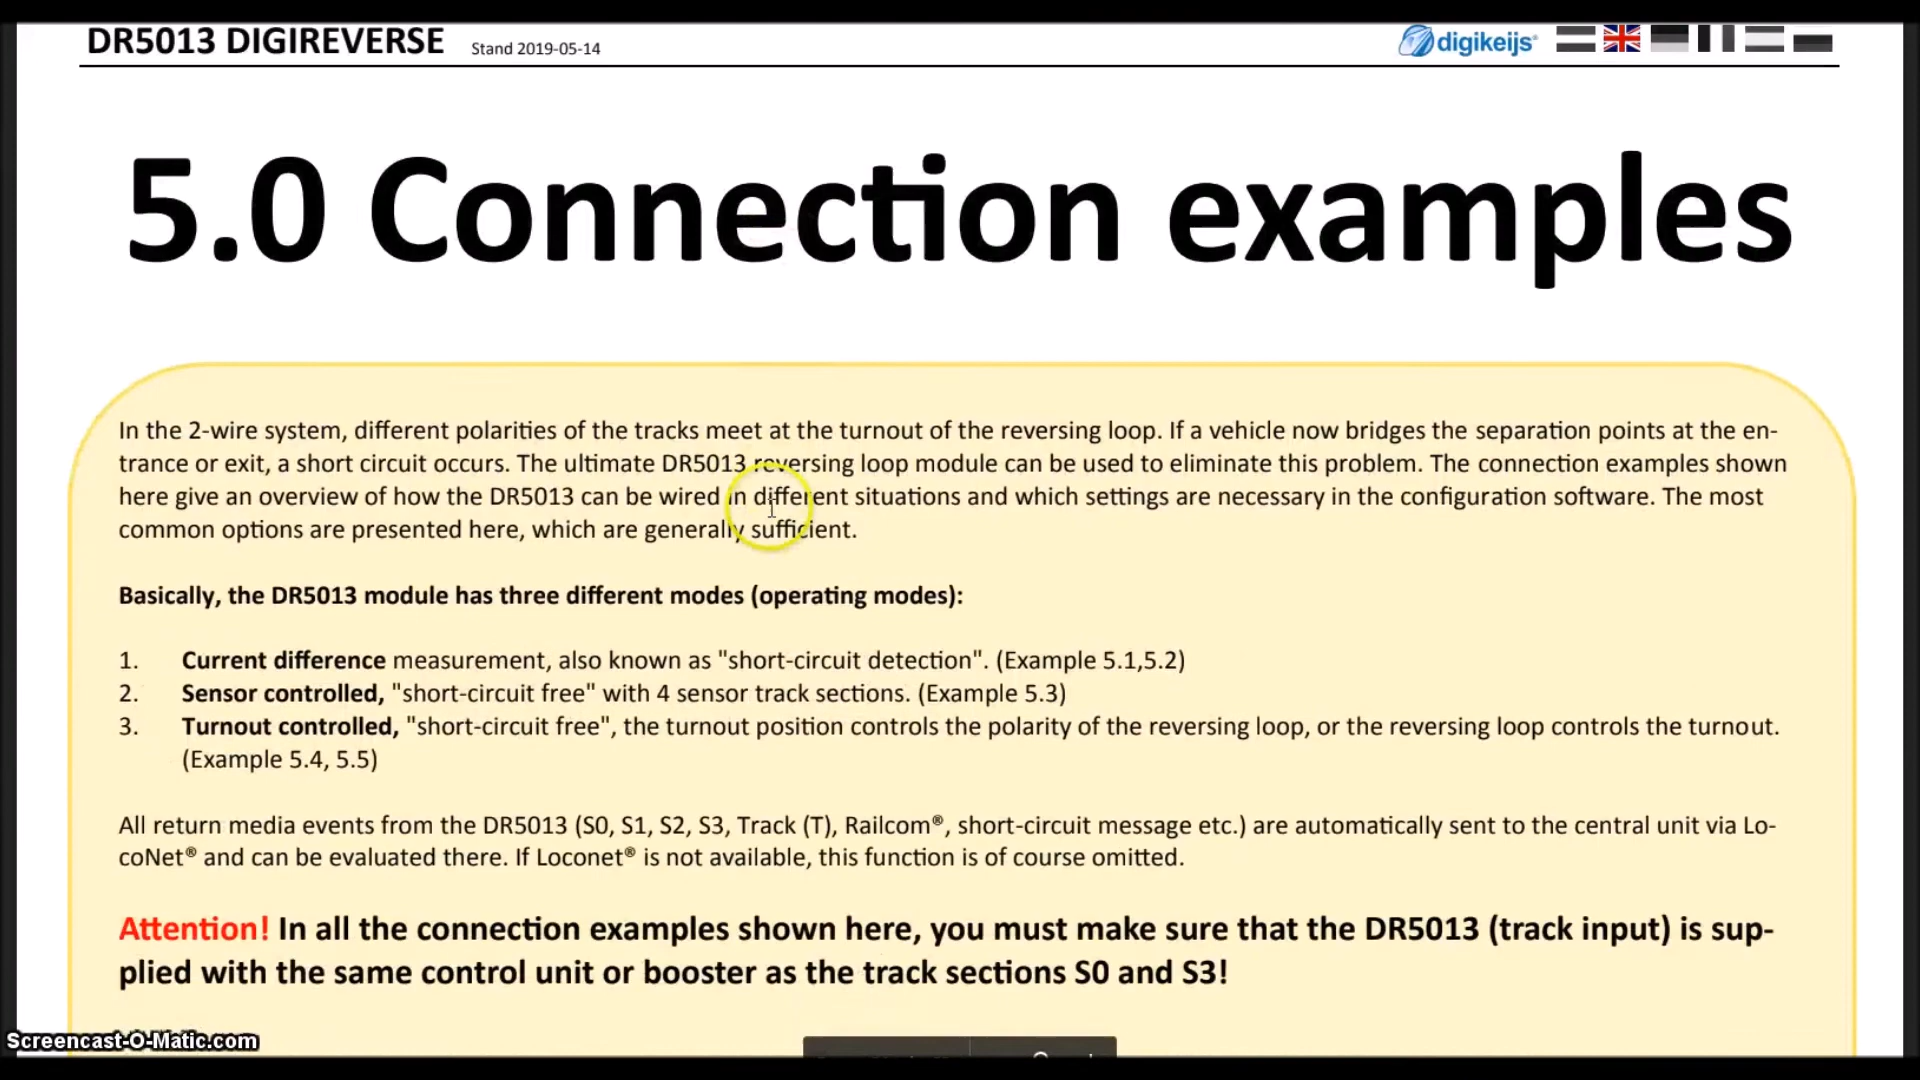 DR5013 DIGIREVERSE Stand 2019-05-14 digikeijs
5.0 Connection examples
In the 2-wire system, different polarities of the tracks meet at the turnout of the reversing loop. If a vehicle now bridges the separation points at the en-
trance or exit, a short circuit occurs. The ultimate DR5013 reversing loop module can be used to eliminate this problem. The connection examples shown
here give an overview of how the DR5013 can be wired in different situations and which settings are necessary in the configuration software. The most
common options are presented here, which are generally sufficient.
Basically, the DR5013 module has three different modes (operating modes):
1. Current difference measurement, also known as "short-circuit detection". (Example 5.1,5.2)
2. Sensor controlled, "short-circuit free" with 4 sensor track sections. (Example 5.3)
3. Turnout controlled, "short-circuit free", the turnout position controls the polarity of the reversing loop, or the reversing loop controls the turnout.
(Example 5.4, 5.5)
All return media events from the DR5013 (S0, S1, S2, S3, Track (T), Railcom®, short-circuit message etc.) are automatically sent to the central unit via Lo-
coNet® and can be evaluated there. If Loconet® is not available, this function is of course omitted.
Attention! In all the connection examples shown here, you must make sure that the DR5013 (track input) is sup-
plied with the same control unit or booster as the track sections S0 and S3!
Screencast-O-Matic.com